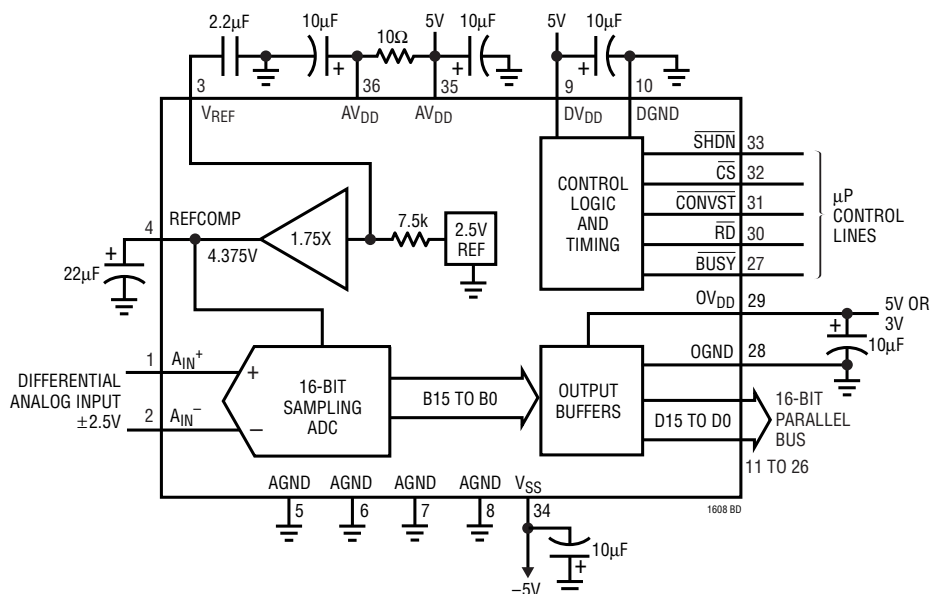 2.2µF
10µF
10Ω
5V
10µF
5V
10µF
3
36
35
9
10
VREF
AVDD
AVDD
DVDD
DGND
SHDN
33
CS
32
CONTROL
LOGIC
AND
TIMING
CONVST
31
RD
30
BUSY
27
µP
CONTROL
LINES
4
REFCOMP
4.375V
1.75X
7.5k
2.5V
REF
22µF
OVDD
29
5V OR
3V
10µF
OGND
28
1
AIN+
+
DIFFERENTIAL
ANALOG INPUT
±2.5V
2
AIN−
−
16-BIT
SAMPLING
ADC
B15 TO B0
OUTPUT
BUFFERS
D15 TO D0
16-BIT
PARALLEL
BUS
11 TO 26
AGND
AGND
AGND
AGND
VSS
5
6
7
8
34
1608 BD
10µF
–5V